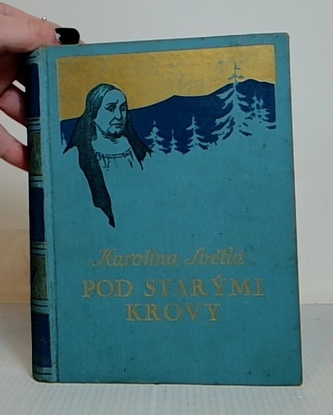 Karolina Světlá
POD STARÝMI
KROVY